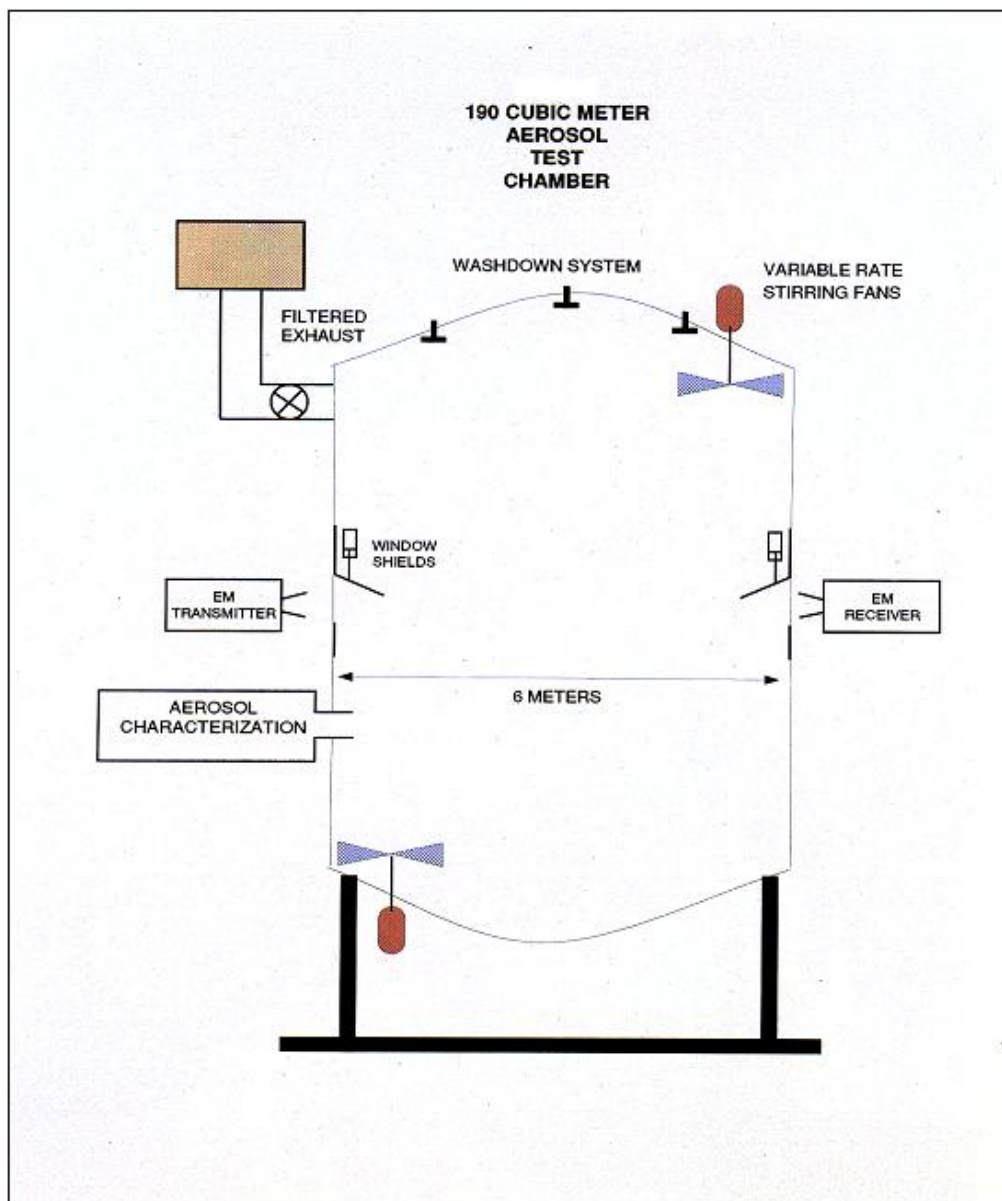 190 CUBIC METER
AEROSOL
TEST
CHAMBER
WASHDOWN SYSTEM
VARIABLE RATE
STIRRING FANS
FILTERED
EXHAUST
WINDOW
SHIELDS
EM
TRANSMITTER
EM
RECEIVER
6 METERS
AEROSOL
CHARACTERIZATION